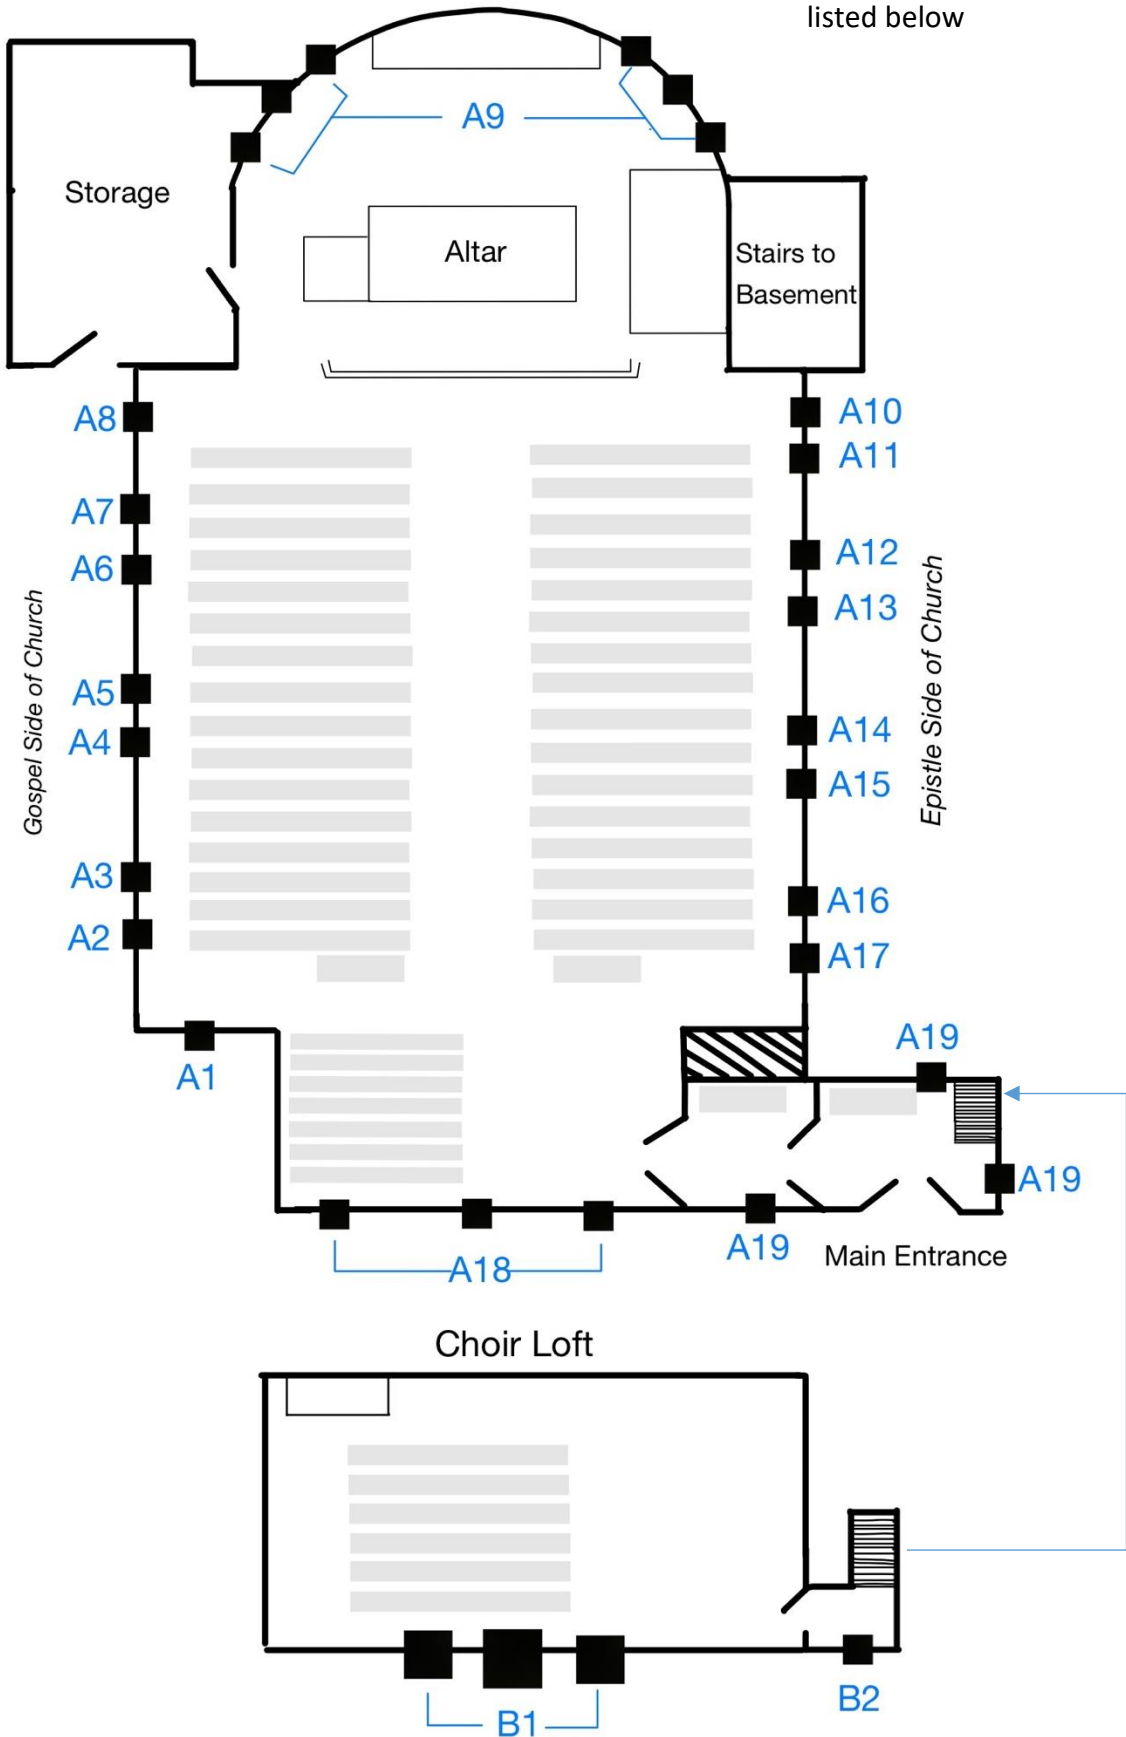 listed below
A9
Storage
Altar
Stairs to
Basement
A8
A10
A11
A7
A12
A6
A13
Gospel Side of Church
Epistle Side of Church
A5
A4
A14
A15
A3
A16
A2
A17
A1
A19
A19
A19
A18
Main Entrance
Choir Loft
B2
B1